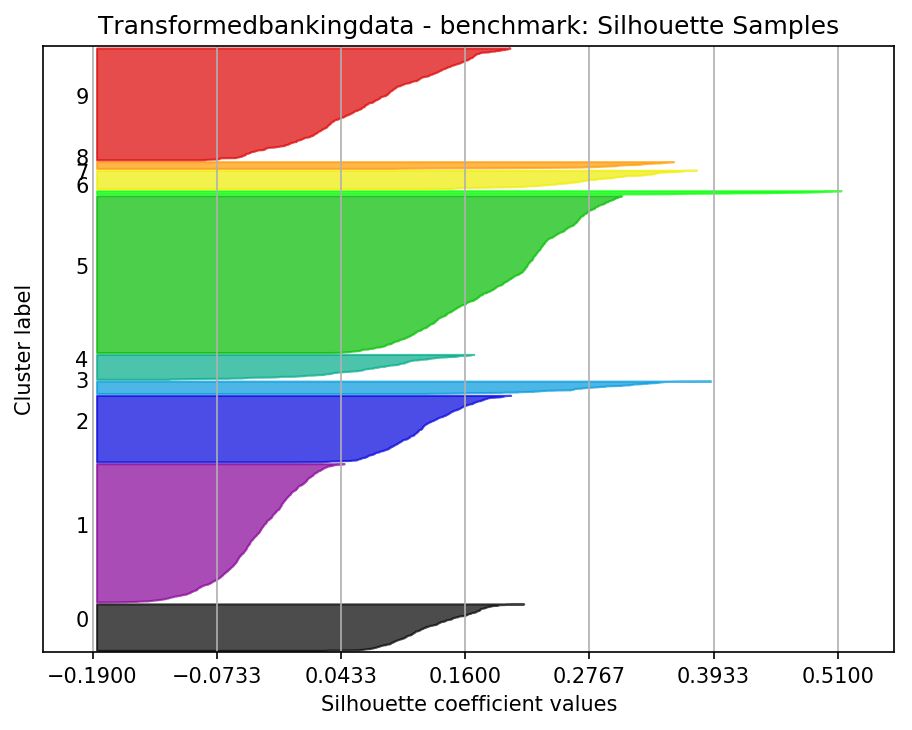 Transformedbankingdata - benchmark: Silhouette Samples
9
8
7
6
5
4
3
2
1
0
Cluster label
−0.1900 −0.0733 0.0433 0.1600 0.2767 0.3933 0.5100
Silhouette coefficient values